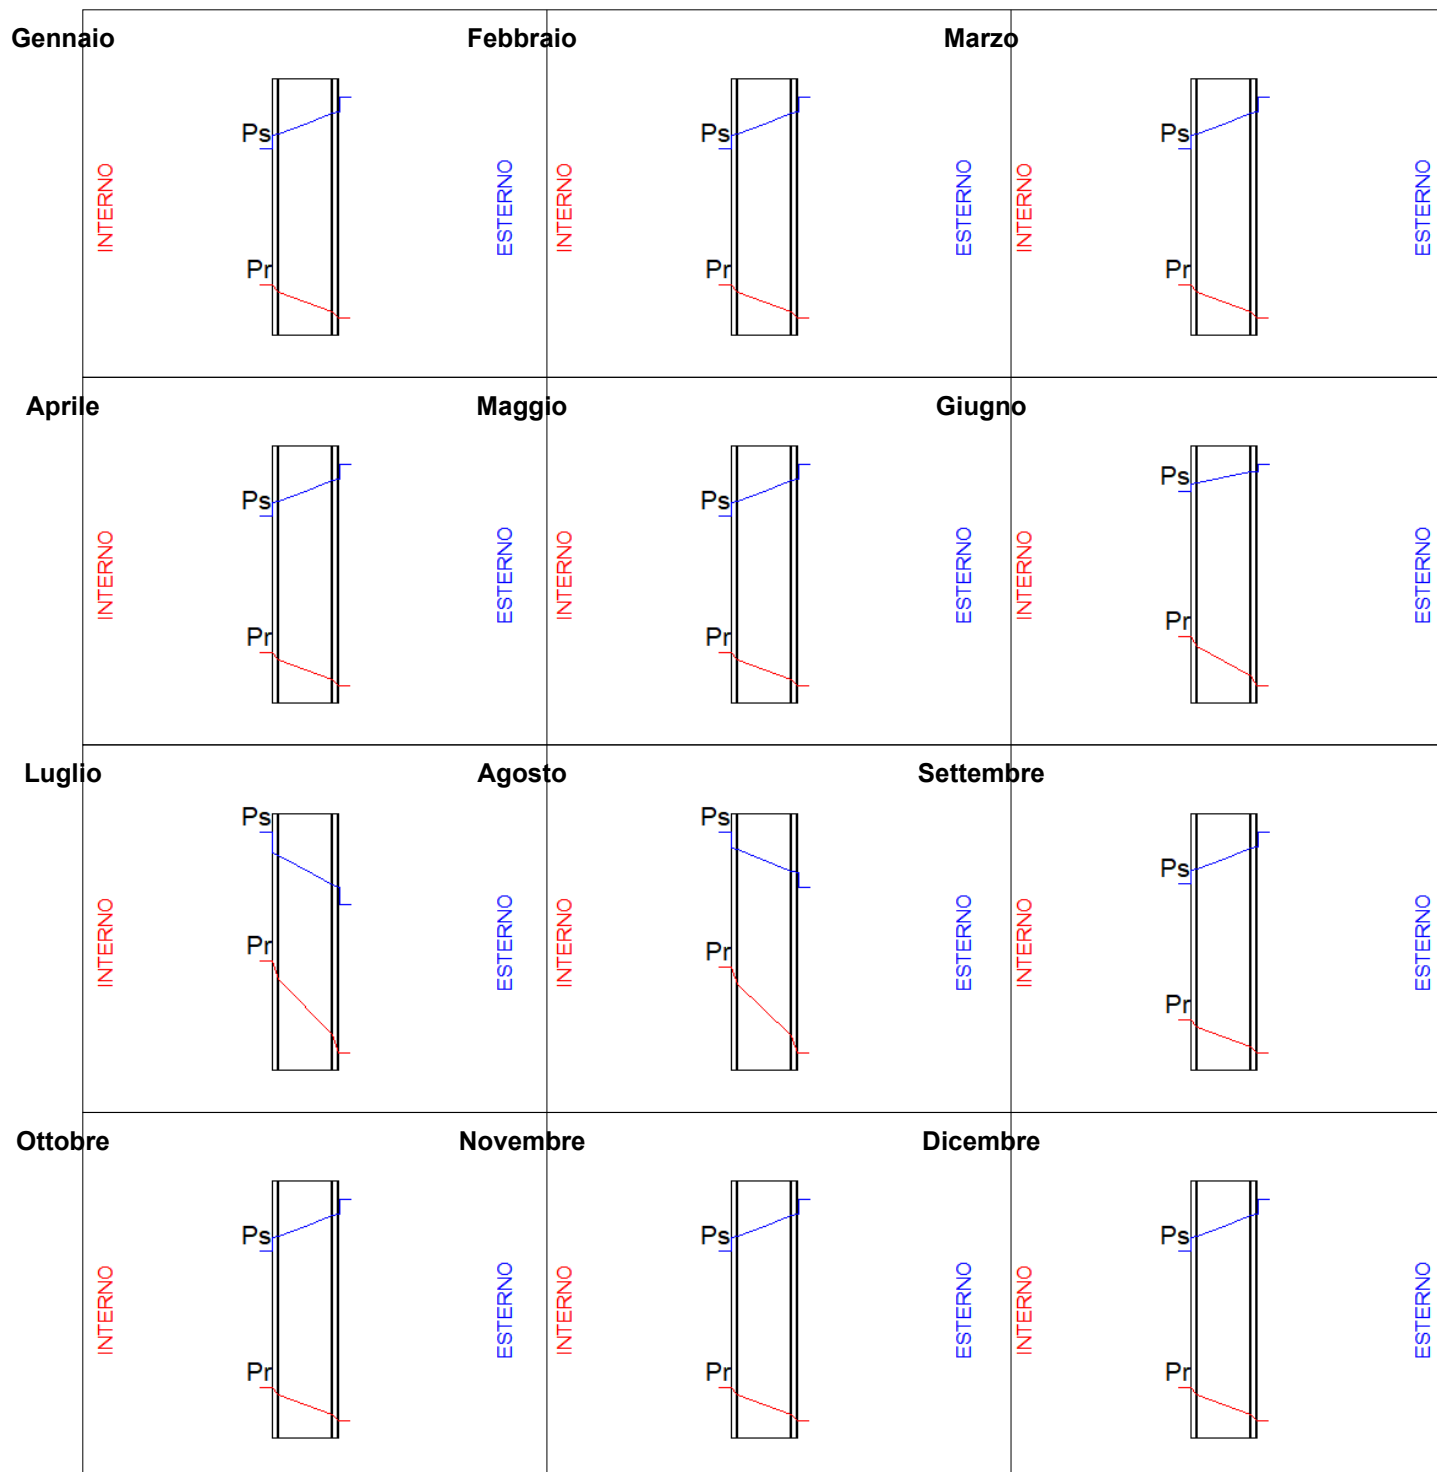 Gennaio
Febbraio
Marzo
Ps
Ps
Ps
INTERNO
ESTERNO
INTERNO
ESTERNO
INTERNO
ESTERNO
Pr
Pr
Pr
Aprile
Maggio
Giugno
Ps
Ps
Ps
INTERNO
ESTERNO
INTERNO
ESTERNO
INTERNO
ESTERNO
Pr
Pr
Pr
Luglio
Agosto
Settembre
Ps
Ps
Ps
INTERNO
ESTERNO
INTERNO
ESTERNO
INTERNO
ESTERNO
Pr
Pr
Pr
Ottobre
Novembre
Dicembre
Ps
Ps
Ps
INTERNO
ESTERNO
INTERNO
ESTERNO
INTERNO
ESTERNO
Pr
Pr
Pr